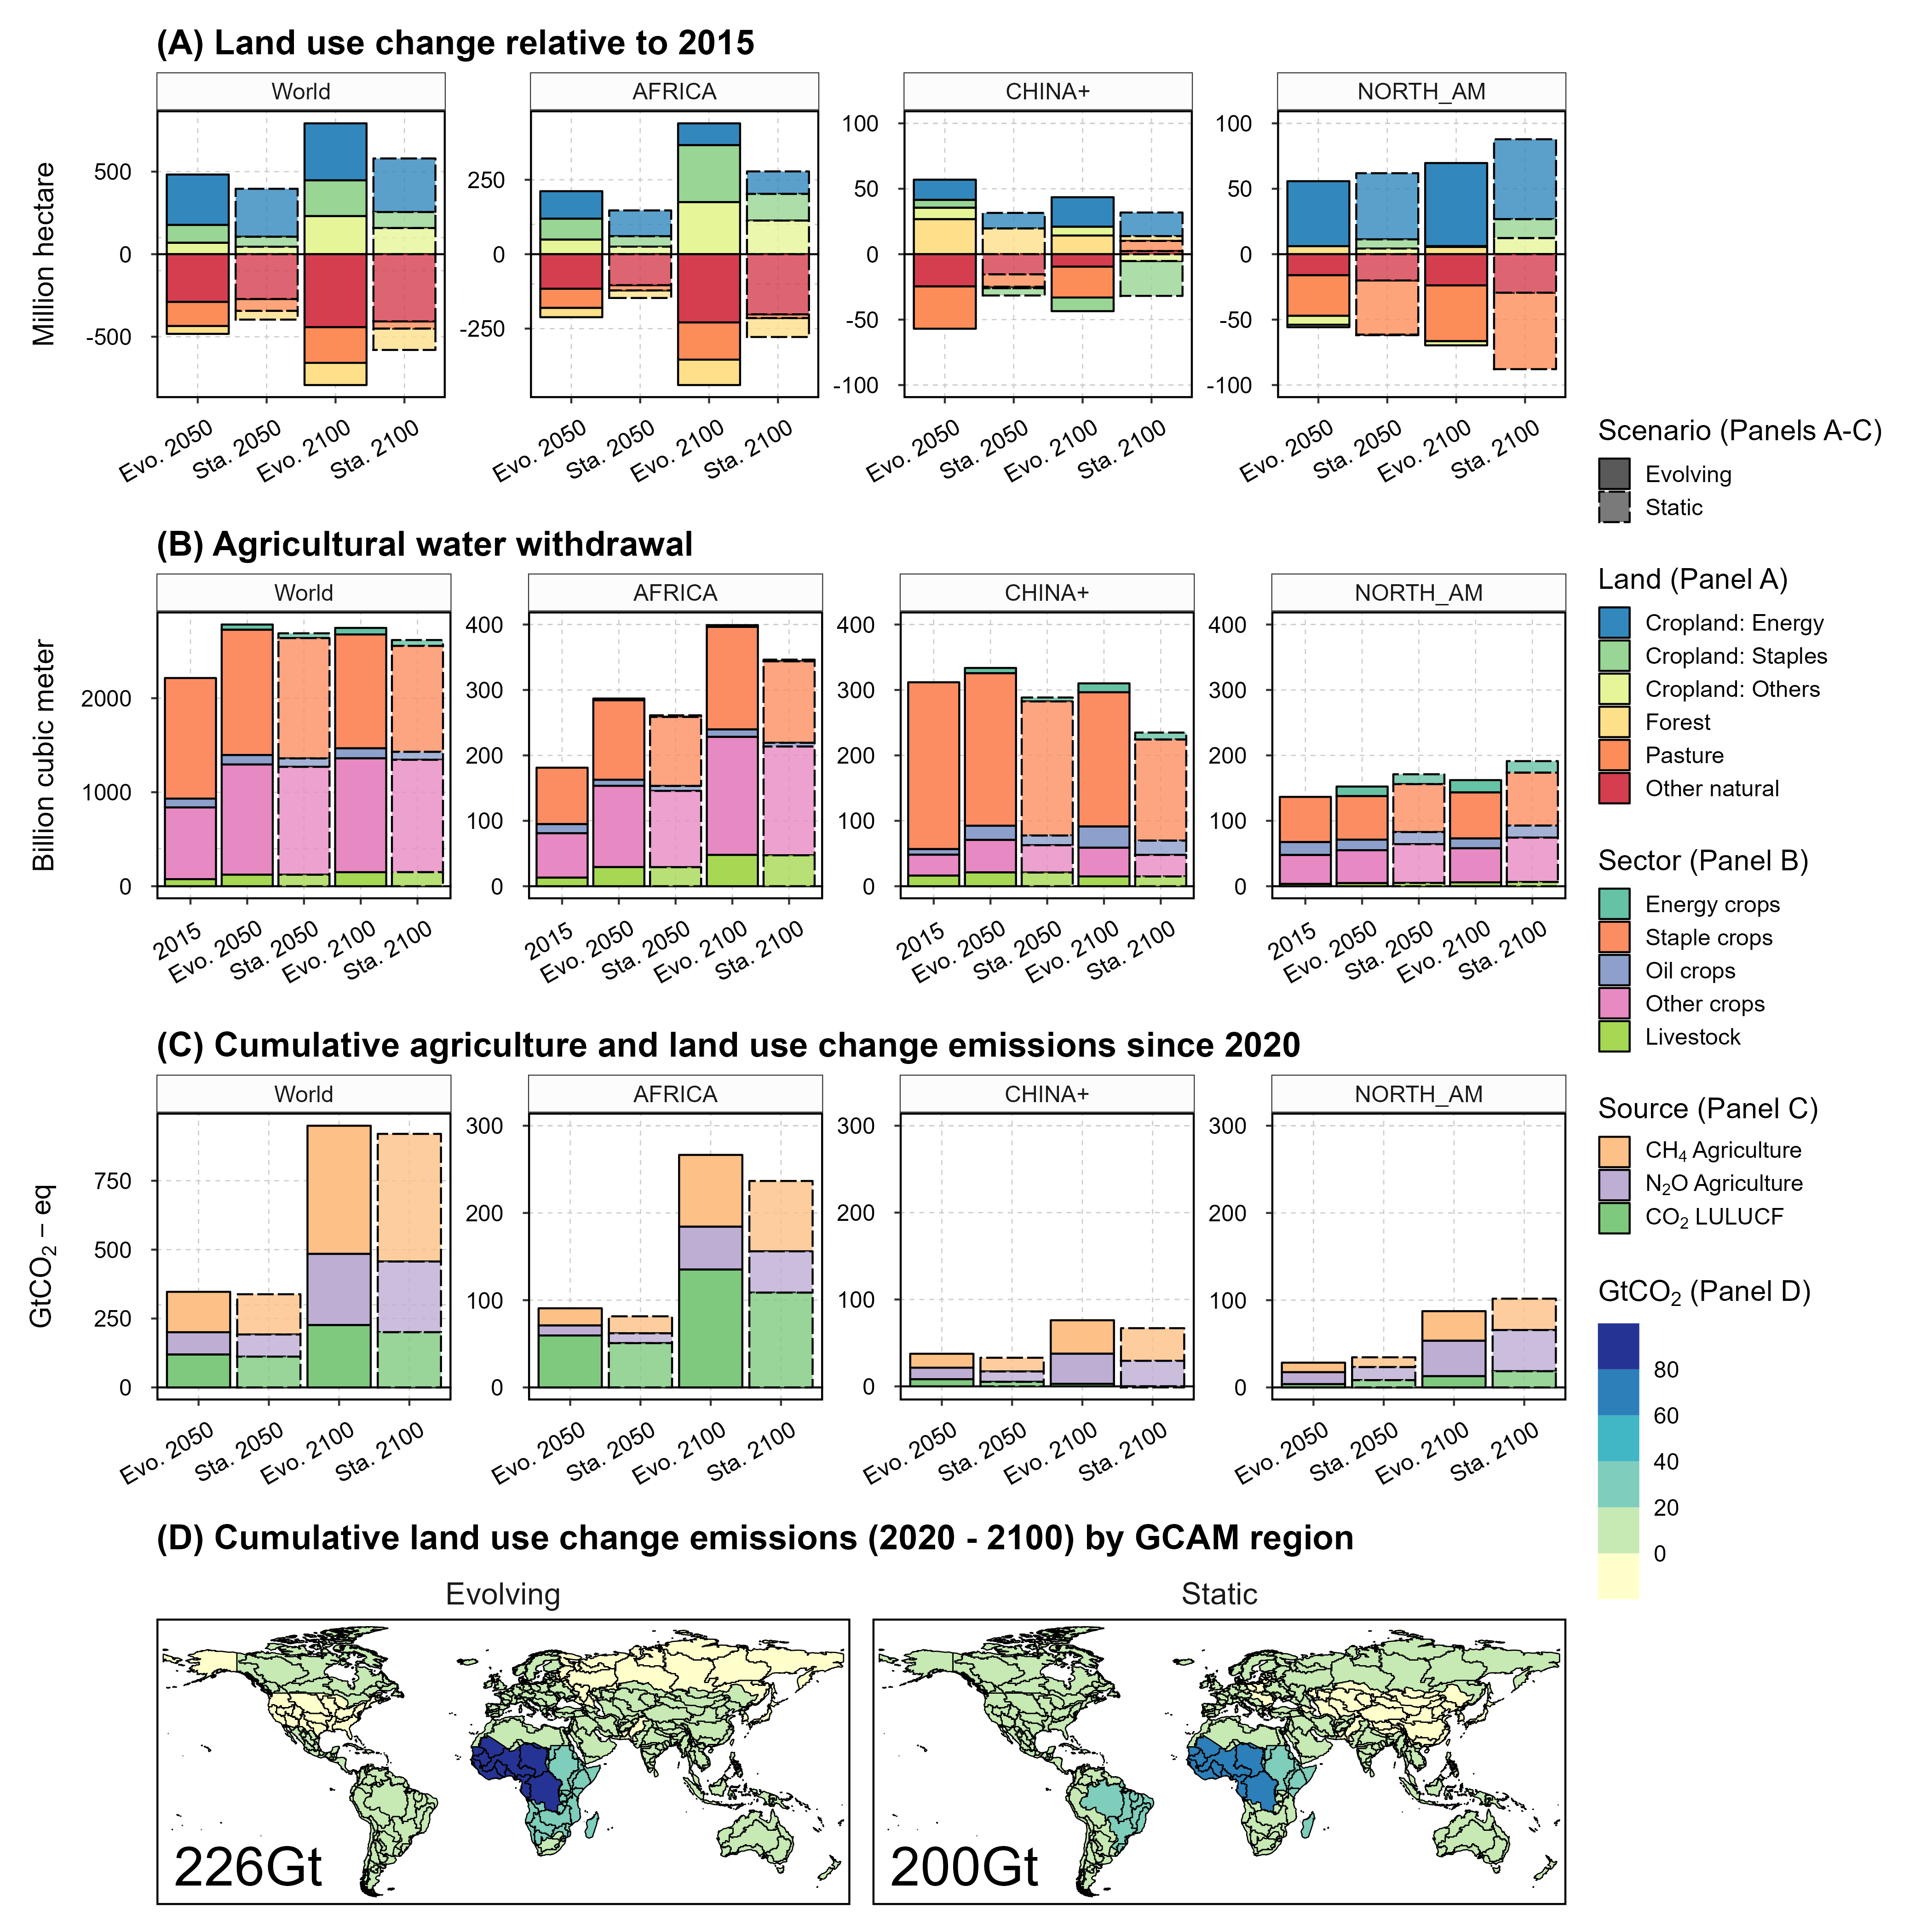 (A) Land use change relative to 2015
World AFRICA CHINA+ NORTH_AM
Million hectare
500
0
-500
250
0
-250
100
50
0
-50
-100
100
50
0
-50
-100
Evo. 2050 Sta. 2050 Evo. 2100 Sta. 2100
Evo. 2050 Sta. 2050 Evo. 2100 Sta. 2100
Evo. 2050 Sta. 2050 Evo. 2100 Sta. 2100
Evo. 2050 Sta. 2050 Evo. 2100 Sta. 2100
(B) Agricultural water withdrawal
World AFRICA CHINA+ NORTH_AM
Billion cubic meter
2000
1000
0
400
300
200
100
0
400
300
200
100
0
400
300
200
100
0
2015 Evo. 2050 Sta. 2050 Evo. 2100 Sta. 2100
2015 Evo. 2050 Sta. 2050 Evo. 2100 Sta. 2100
2015 Evo. 2050 Sta. 2050 Evo. 2100 Sta. 2100
2015 Evo. 2050 Sta. 2050 Evo. 2100 Sta. 2100
(C) Cumulative agriculture and land use change emissions since 2020
World AFRICA CHINA+ NORTH_AM
GtCO₂ – eq
750
500
250
0
300
200
100
0
300
200
100
0
300
200
100
0
Evo. 2050 Sta. 2050 Evo. 2100 Sta. 2100
Evo. 2050 Sta. 2050 Evo. 2100 Sta. 2100
Evo. 2050 Sta. 2050 Evo. 2100 Sta. 2100
Evo. 2050 Sta. 2050 Evo. 2100 Sta. 2100
(D) Cumulative land use change emissions (2020 - 2100) by GCAM region
Evolving Static
226Gt 200Gt
Scenario (Panels A-C)
Evolving
Static
Land (Panel A)
Cropland: Energy
Cropland: Staples
Cropland: Others
Forest
Pasture
Other natural
Sector (Panel B)
Energy crops
Staple crops
Oil crops
Other crops
Livestock
Source (Panel C)
CH₄ Agriculture
N₂O Agriculture
CO₂ LULUCF
GtCO₂ (Panel D)
80
60
40
20
0